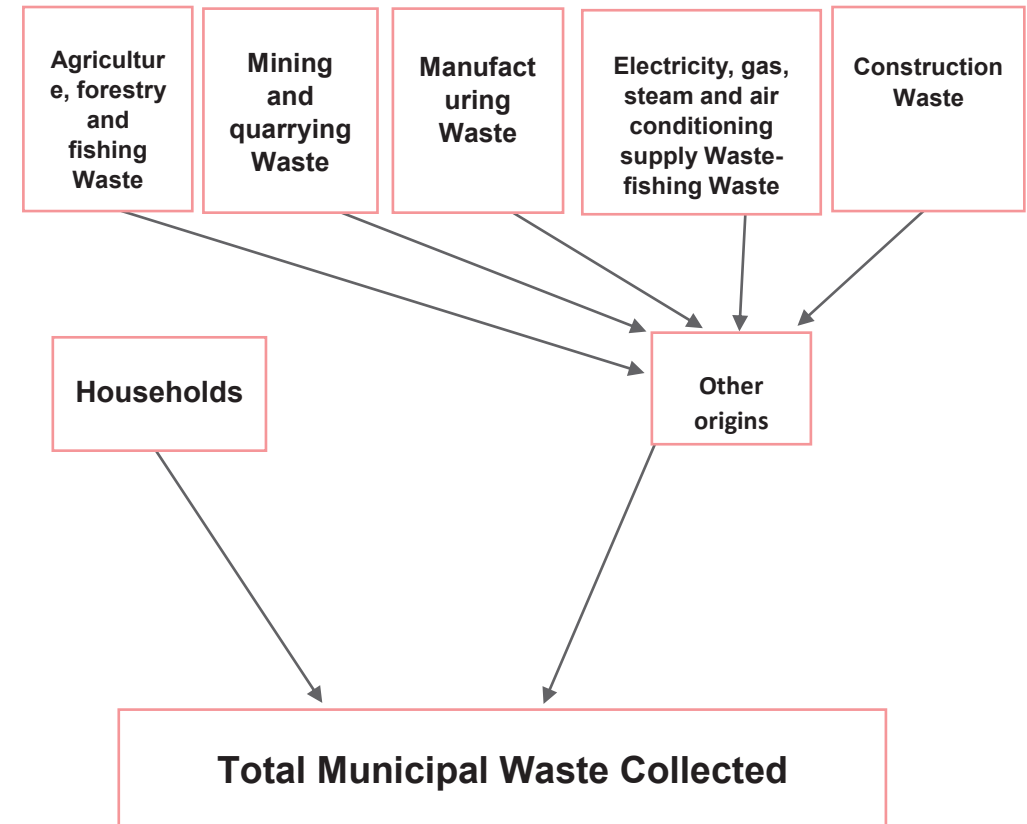 Agricultur
e, forestry
and
fishing
Waste
Mining
and
quarrying
Waste
Manufact
uring
Waste
Electricity, gas,
steam and air
conditioning
supply Waste-
fishing Waste
Construction
Waste
Households
Other
origins
Total Municipal Waste Collected